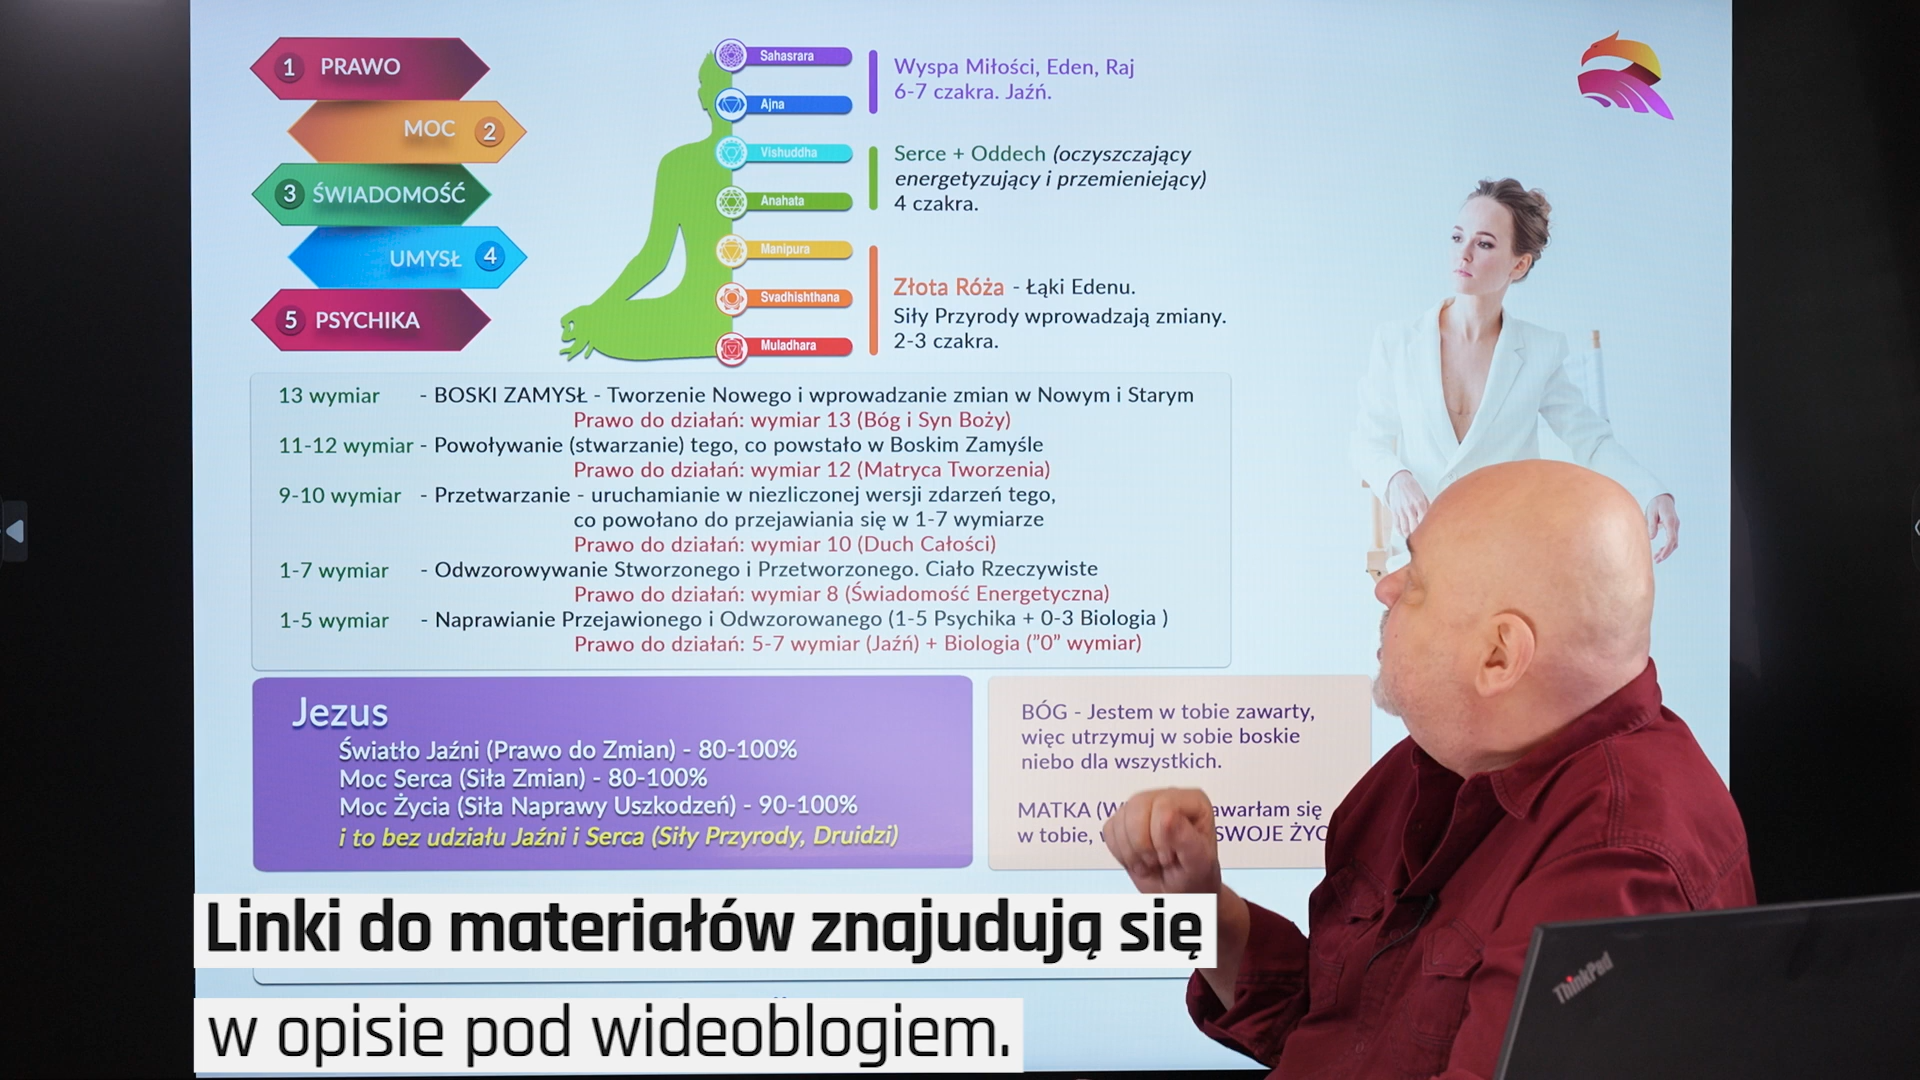 1 PRAWO
MOC 2
3 ŚWIADOMOŚĆ
UMYSŁ 4
5 PSYCHIKA
Sahasrara
Ajna
Vishuddha
Anahata
Manipura
Svadhishthana
Muladhara
Wyspa Miłości, Eden, Raj
6-7 czakra. Jaźń.
Serce + Oddech (oczyszczający
energetyzujący i przemieniejący)
4 czakra.
Złota Róża - Łąki Edenu.
Siły Przyrody wprowadzają zmiany.
2-3 czakra.
13 wymiar - BOSKI ZAMYSŁ - Tworzenie Nowego i wprowadzanie zmian w Nowym i Starym
Prawo do działań: wymiar 13 (Bóg i Syn Boży)
11-12 wymiar - Powoływanie (stwarzanie) tego, co powstało w Boskim Zamyśle
Prawo do działań: wymiar 12 (Matryca Tworzenia)
9-10 wymiar - Przetwarzanie - uruchamianie w niezliczonej wersji zdarzeń tego,
co powołano do przejawiania się w 1-7 wymiarze
Prawo do działań: wymiar 10 (Duch Całości)
1-7 wymiar - Odwzorowywanie Stworzonego i Przetworzonego. Ciało Rzeczywiste
Prawo do działań: wymiar 8 (Świadomość Energetyczna)
1-5 wymiar - Naprawianie Przejawionego i Odwzorowanego (1-5 Psychika + 0-3 Biologia )
Prawo do działań: 5-7 wymiar (Jaźń) + Biologia ("0" wymiar)
Jezus
Światło Jaźni (Prawo do Zmian) - 80-100%
Moc Serca (Siła Zmian) - 80-100%
Moc Życia (Siła Naprawy Uszkodzeń) - 90-100%
i to bez udziału Jaźni i Serca (Siły Przyrody, Druidzi)
BÓG - Jestem w tobie zawarty,
więc utrzymuj w sobie boskie
niebo dla wszystkich.
MATKA (W awarłam się
w tobie, SWOJE ŻYC
Linki do materiałów znajudują się
w opisie pod wideoblogiem.
ThinkPad